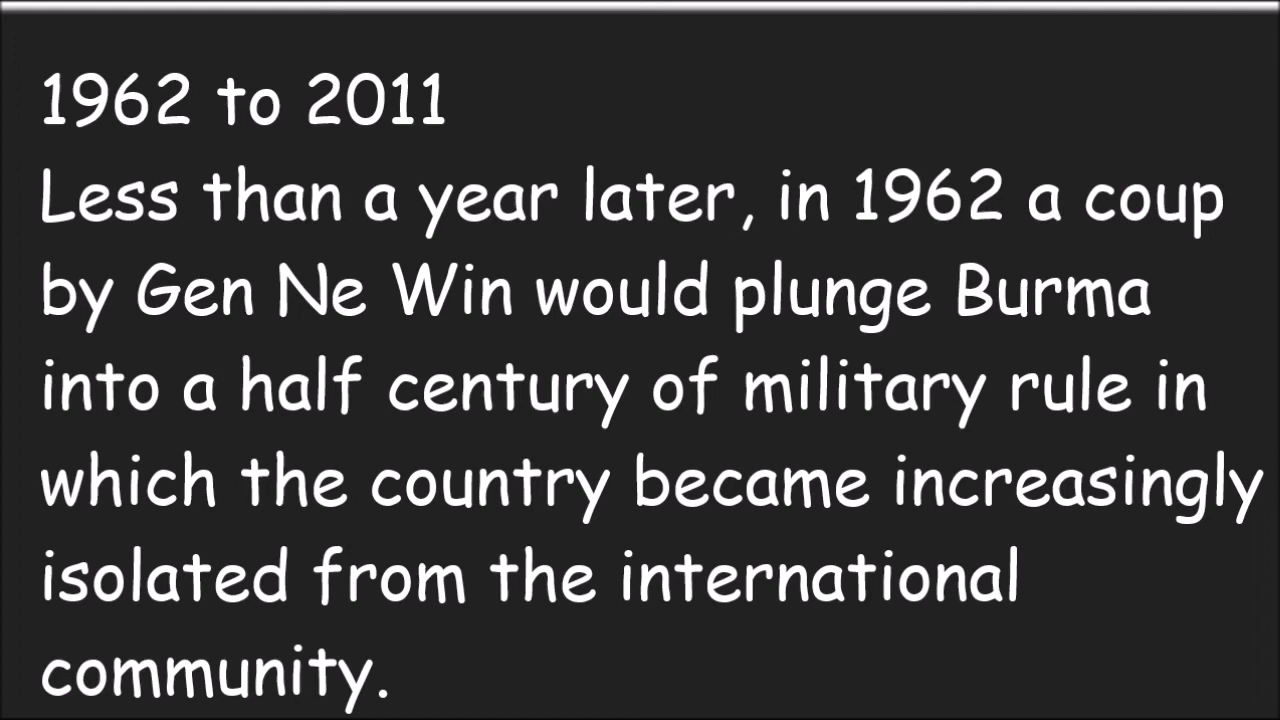 1962 to 2011
Less than a year later, in 1962 a coup
by Gen Ne Win would plunge Burma
into a half century of military rule in
which the country became increasingly
isolated from the international
community.